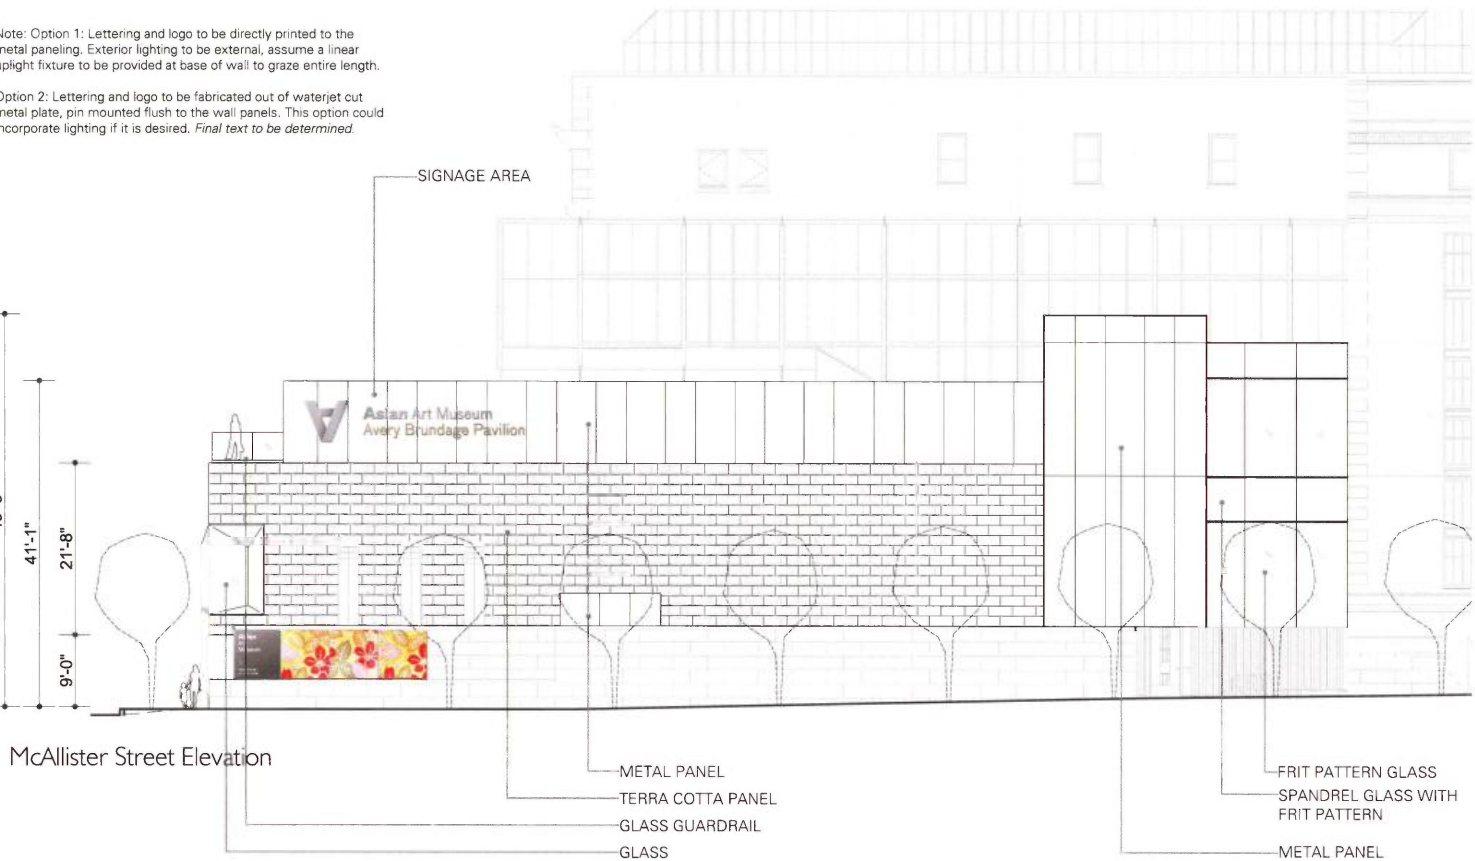 Note: Option 1: Lettering and logo to be directly printed to the
metal paneling. Exterior lighting to be external, assume a linear
uplight fixture to be provided at base of wall to graze entire length.
Option 2: Lettering and logo to be fabricated out of waterjet cut
metal plate, pin mounted flush to the wall panels. This option could
incorporate lighting if it is desired. Final text to be determined.
SIGNAGE AREA
Asian Art Museum
Avery Brundage Pavilion
41'-1"
21'-8"
9'-0"
McAllister Street Elevation
METAL PANEL
TERRA COTTA PANEL
GLASS GUARDRAIL
GLASS
FRIT PATTERN GLASS
SPANDREL GLASS WITH
FRIT PATTERN
METAL PANEL